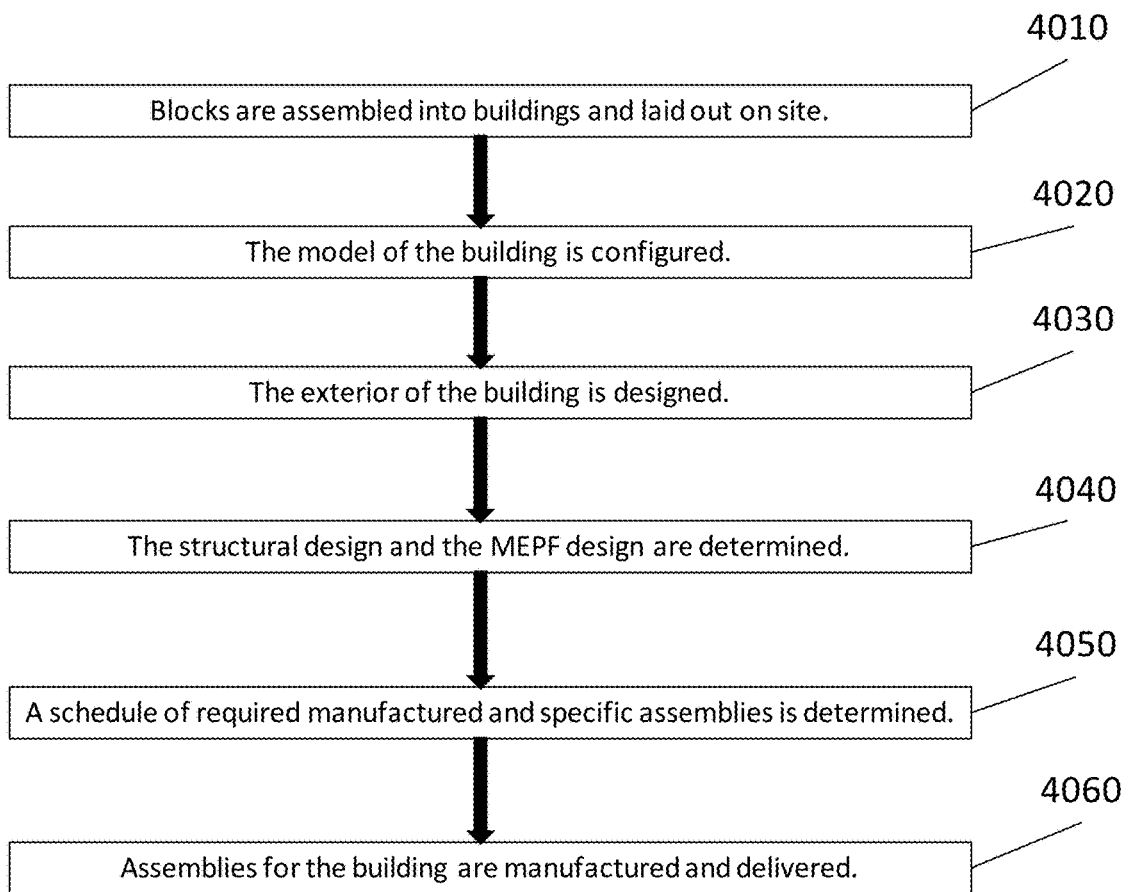 4010
Blocks are assembled into buildings and laid out on site.
4020
The model of the building is configured.
4030
The exterior of the building is designed.
4040
The structural design and the MEPF design are determined.
4050
A schedule of required manufactured and specific assemblies is determined.
4060
Assemblies for the building are manufactured and delivered.